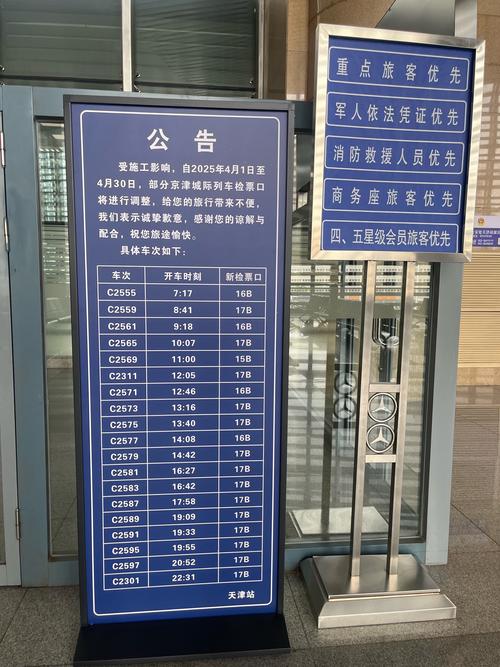 公告
受施工影响，自2025年4月1日至
4月30日，部分京津城际列车检票口
将进行调整，给您的旅行带来不便，
我们表示诚挚歉意，感谢您的谅解与
配合，祝您旅途愉快。
具体车次如下：
车次 开车时刻 新检票口
C2555 7:17 16B
C2559 8:41 17B
C2561 9:18 16B
C2565 10:07 17B
C2569 11:00 15B
C2311 12:05 17B
C2571 12:46 16B
C2573 13:16 17B
C2575 13:40 17B
C2577 14:08 16B
C2579 14:42 17B
C2581 16:27 17B
C2583 16:42 17B
C2587 17:58 17B
C2589 19:09 17B
C2591 19:33 17B
C2595 19:55 17B
C2597 20:52 17B
C2301 22:31 17B
天津站
重点旅客优先
军人依法凭证优先
消防救援人员优先
商务座旅客优先
四、五星级会员旅客优先